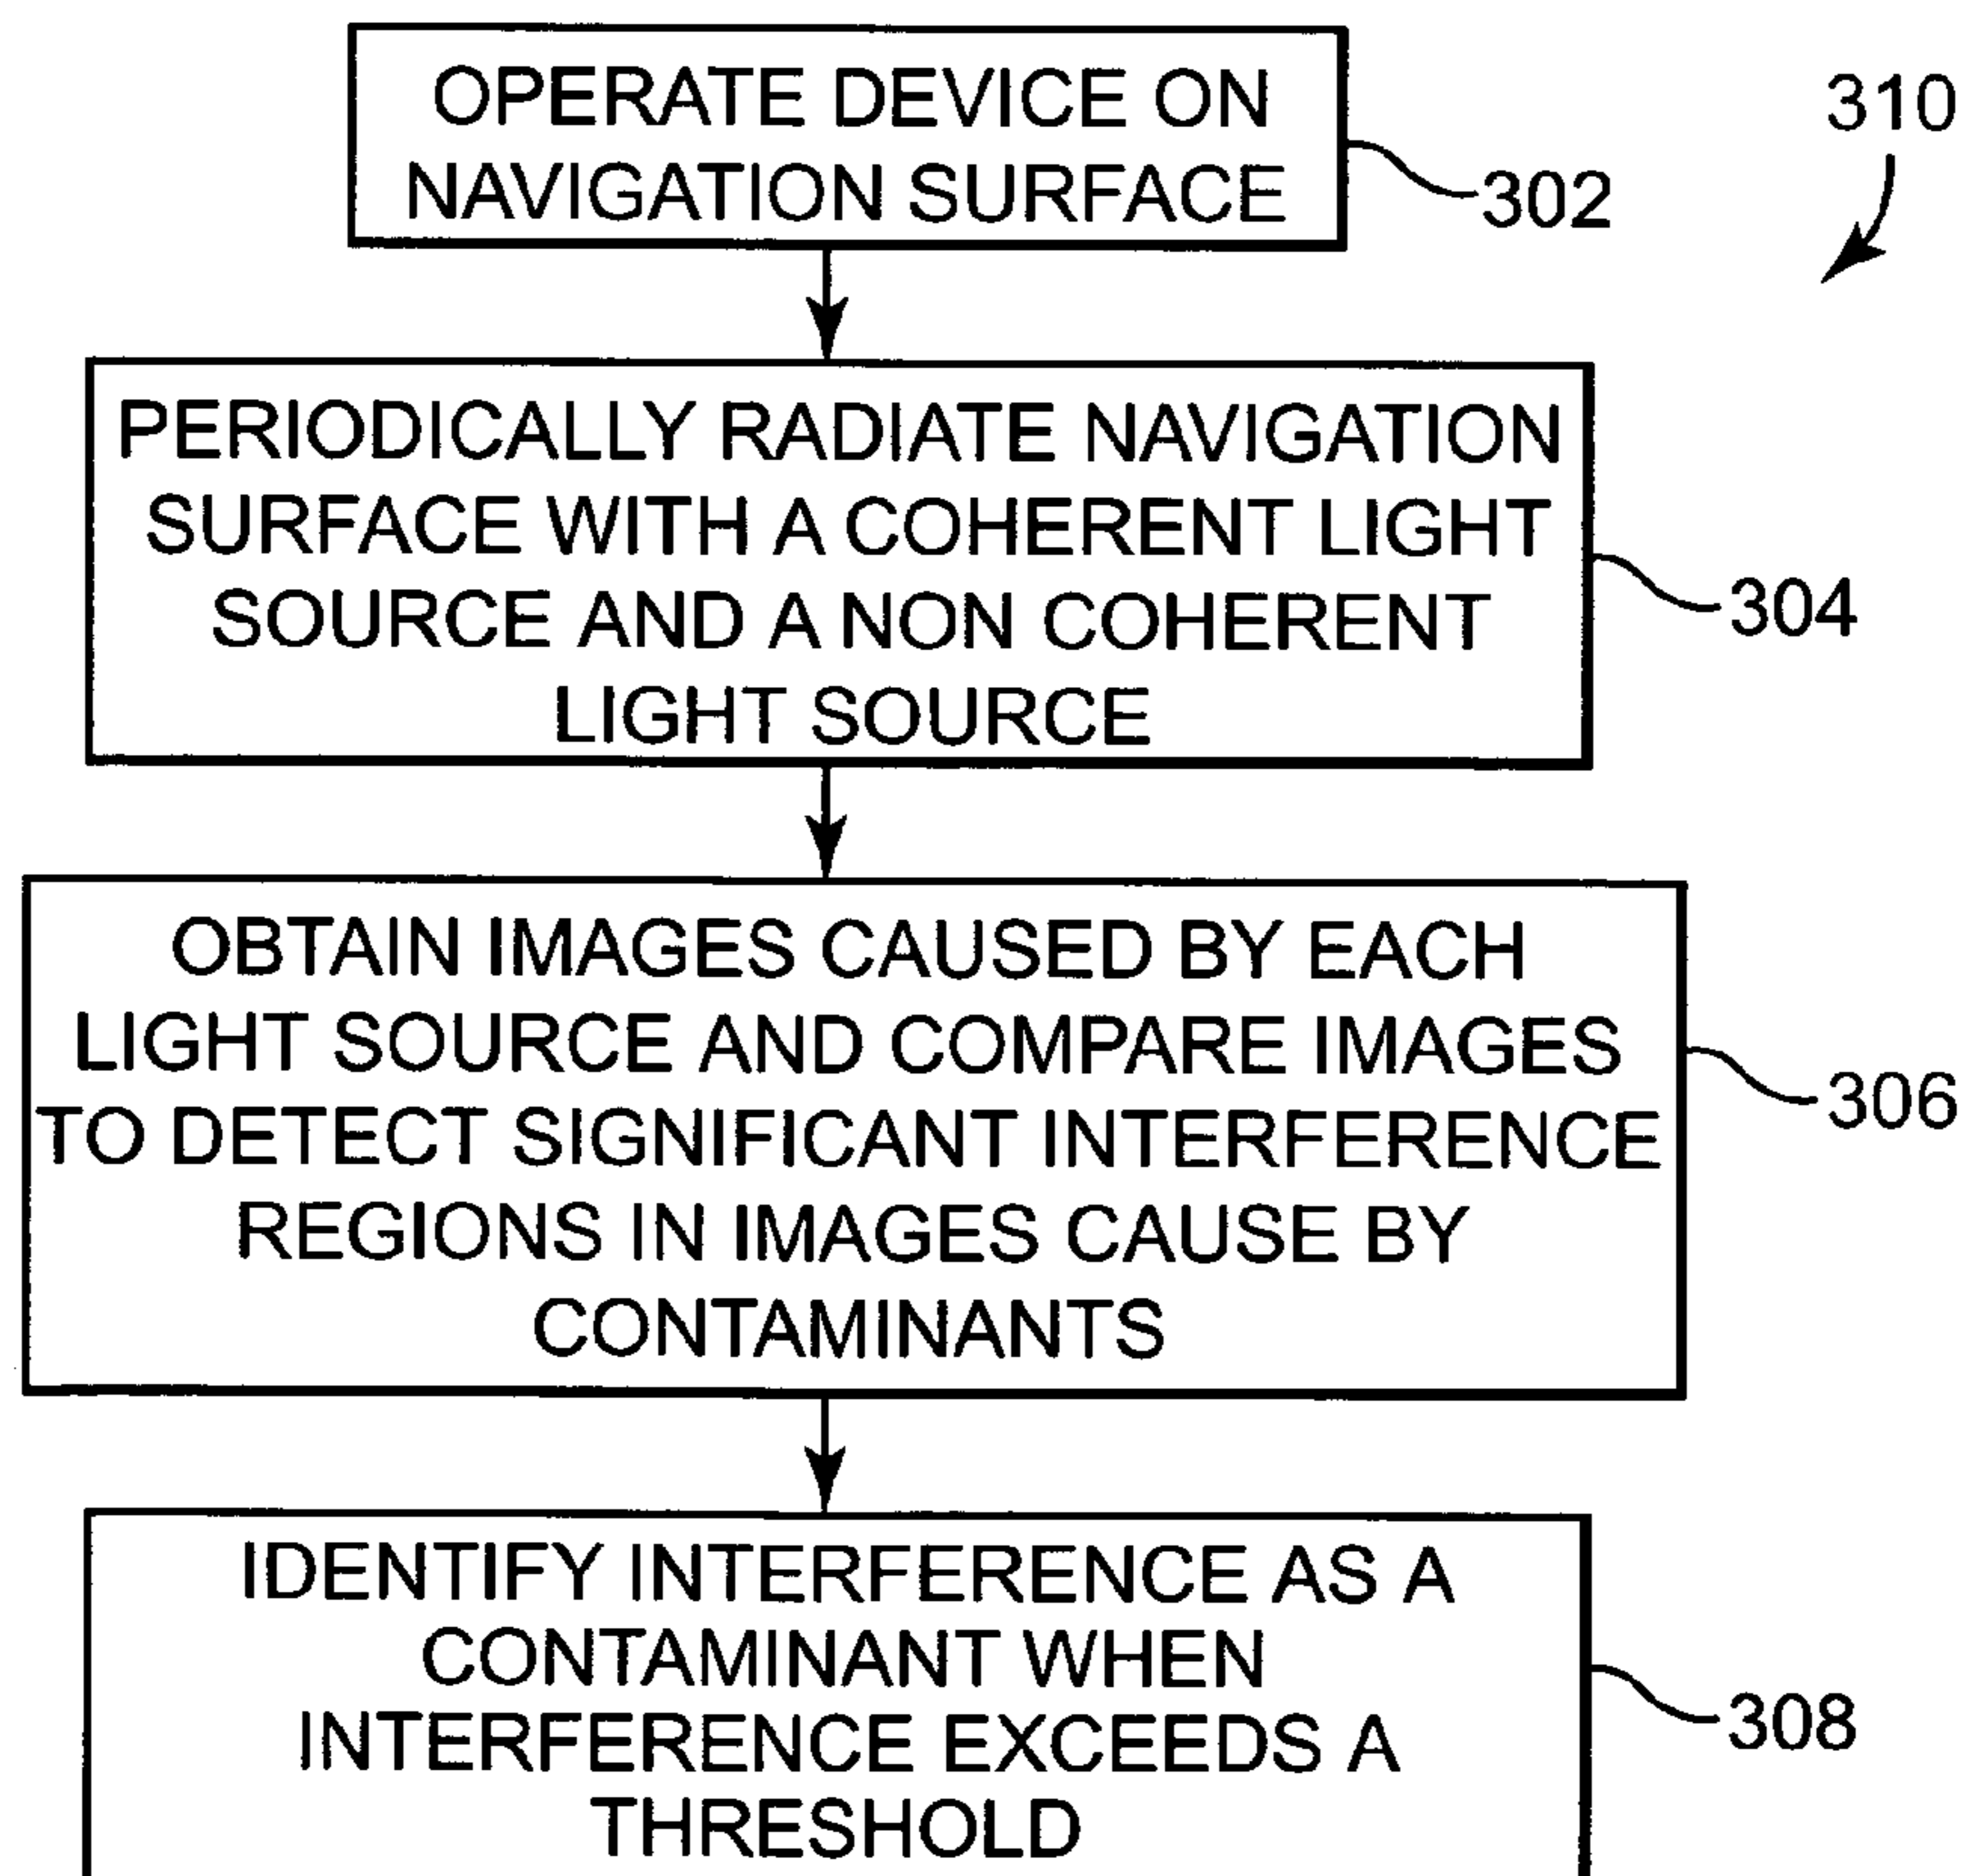 OPERATE DEVICE ON
NAVIGATION SURFACE
302
310
PERIODICALLY RADIATE NAVIGATION
SURFACE WITH A COHERENT LIGHT
SOURCE AND A NON COHERENT
LIGHT SOURCE
304
OBTAIN IMAGES CAUSED BY EACH
LIGHT SOURCE AND COMPARE IMAGES
TO DETECT SIGNIFICANT INTERFERENCE
REGIONS IN IMAGES CAUSE BY
CONTAMINANTS
306
IDENTIFY INTERFERENCE AS A
CONTAMINANT WHEN
INTERFERENCE EXCEEDS A
THRESHOLD
308